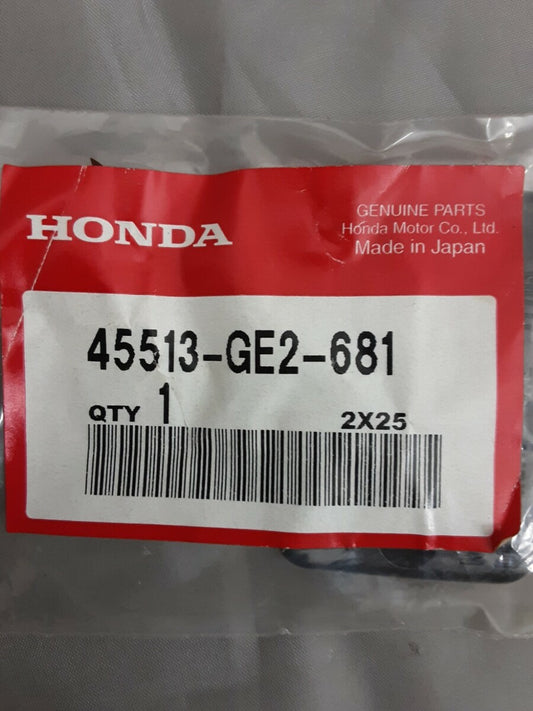 HONDA
GENUINE PARTS
Honda Motor Co., Ltd.
Made in Japan
45513-GE2-681
QTY 1 2X25